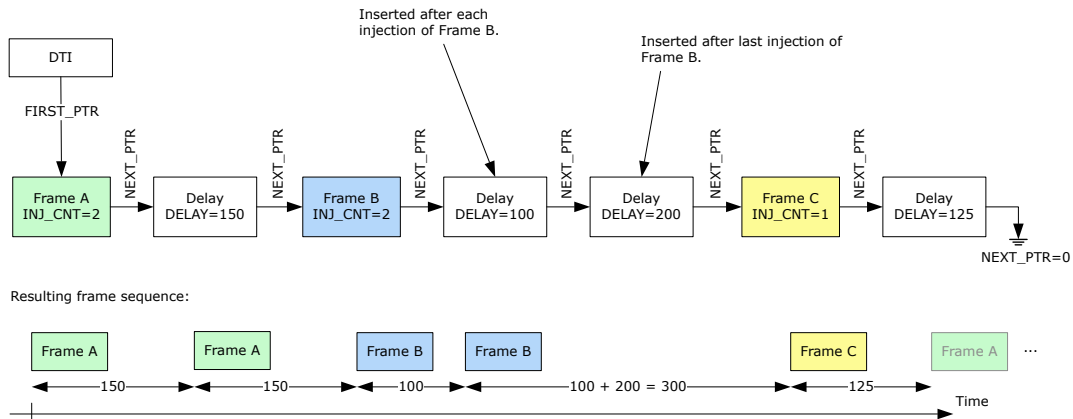 Inserted after each
injection of Frame B.
Inserted after last injection of
Frame B.
DTI
FIRST_PTR
NEXT_PTR
NEXT_PTR
NEXT_PTR
NEXT_PTR
NEXT_PTR
NEXT_PTR
Frame A
INJ_CNT=2
Delay
DELAY=150
Frame B
INJ_CNT=2
Delay
DELAY=100
Delay
DELAY=200
Frame C
INJ_CNT=1
Delay
DELAY=125
NEXT_PTR=0
Resulting frame sequence:
Frame A
Frame A
Frame B
Frame B
Frame C
Frame A
...
150
150
100
100 + 200 = 300
125
Time